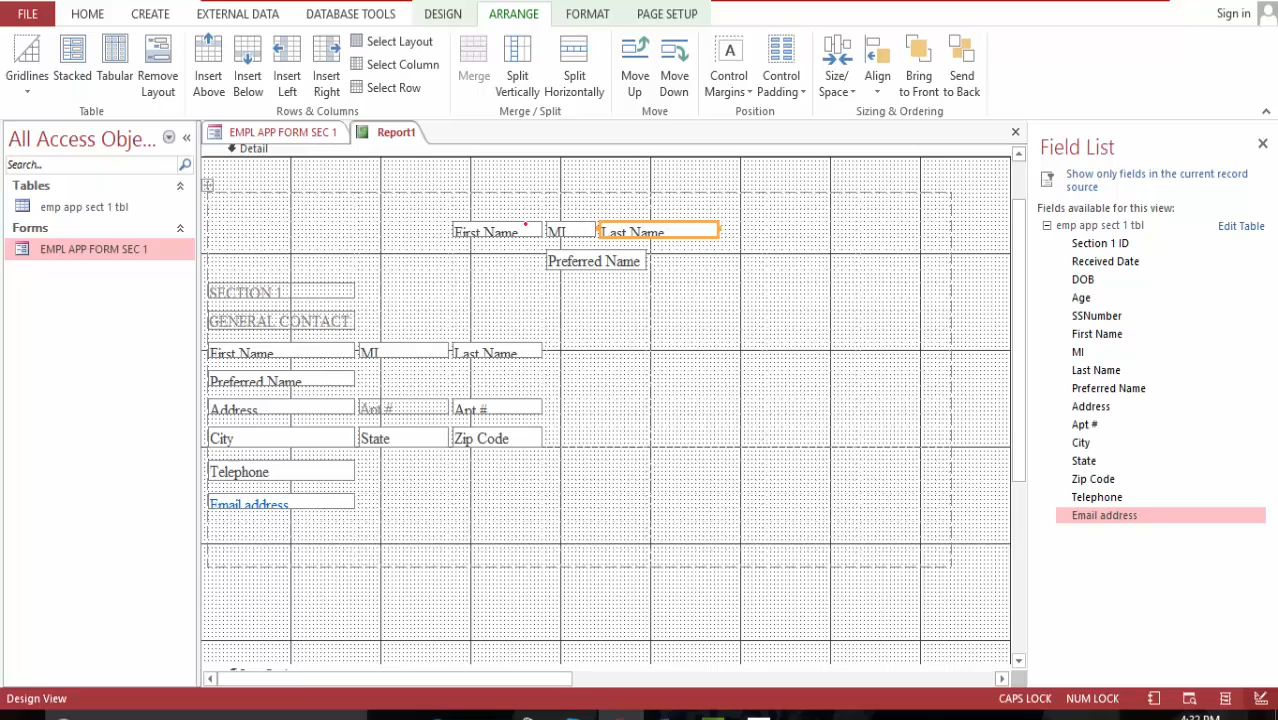 FILE HOME CREATE EXTERNAL DATA DATABASE TOOLS DESIGN ARRANGE FORMAT PAGE SETUP Sign in
Gridlines Stacked Tabular Remove Layout
Table
Insert Above Insert Below Insert Left Insert Right
Select Layout
Select Column
Select Row
Rows & Columns
Merge Split Vertically Split Horizontally
Merge / Split
Move Up Move Down
Move
Control Margins Control Padding
Position
Size/ Space Align Bring to Front Send to Back
Sizing & Ordering
All Access Obje...
Search...
Tables
emp app sect 1 tbl
Forms
EMPL APP FORM SEC 1
EMPL APP FORM SEC 1 Report1
Detail
First Name MI Last Name
Preferred Name
SECTION 1
GENERAL CONTACT
First Name MI Last Name
Preferred Name
Address Apt # Apt #
City State Zip Code
Telephone
Email address
Field List
Show only fields in the current record
source
Fields available for this view:
emp app sect 1 tbl Edit Table
Section 1 ID
Received Date
DOB
Age
SSNumber
First Name
MI
Last Name
Preferred Name
Address
Apt #
City
State
Zip Code
Telephone
Email address
Design View CAPS LOCK NUM LOCK
4:32 PM